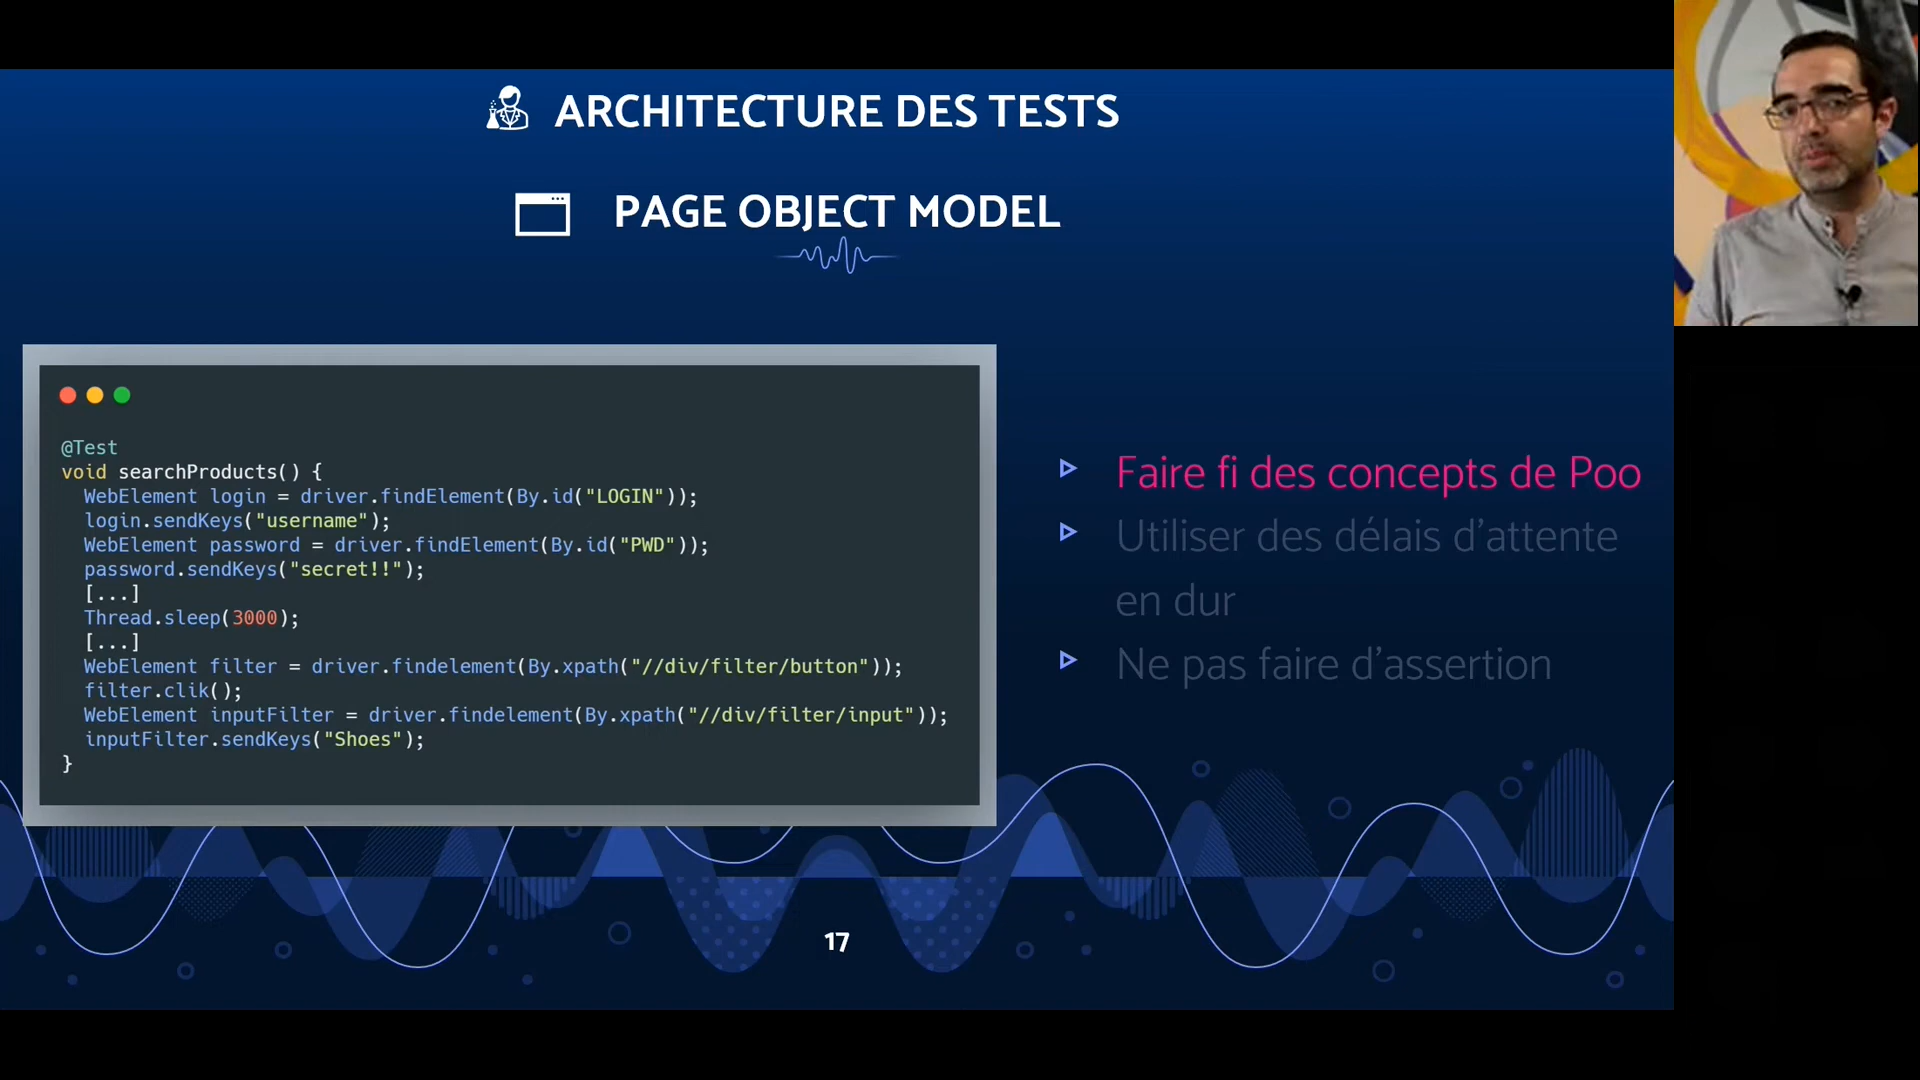 ARCHITECTURE DES TESTS
PAGE OBJECT MODEL
@Test
void searchProducts() {
WebElement login = driver.findElement(By.id("LOGIN"));
login.sendKeys("username");
WebElement password = driver.findElement(By.id("PWD"));
password.sendKeys("secret!!");
[...]
Thread.sleep(3000);
[...]
WebElement filter = driver.findelement(By.xpath("//div/filter/button"));
filter.clik();
WebElement inputFilter = driver.findelement(By.xpath("//div/filter/input"));
inputFilter.sendKeys("Shoes");
}
Faire fi des concepts de Poo
Utiliser des délais d'attente
en dur
Ne pas faire d'assertion
17